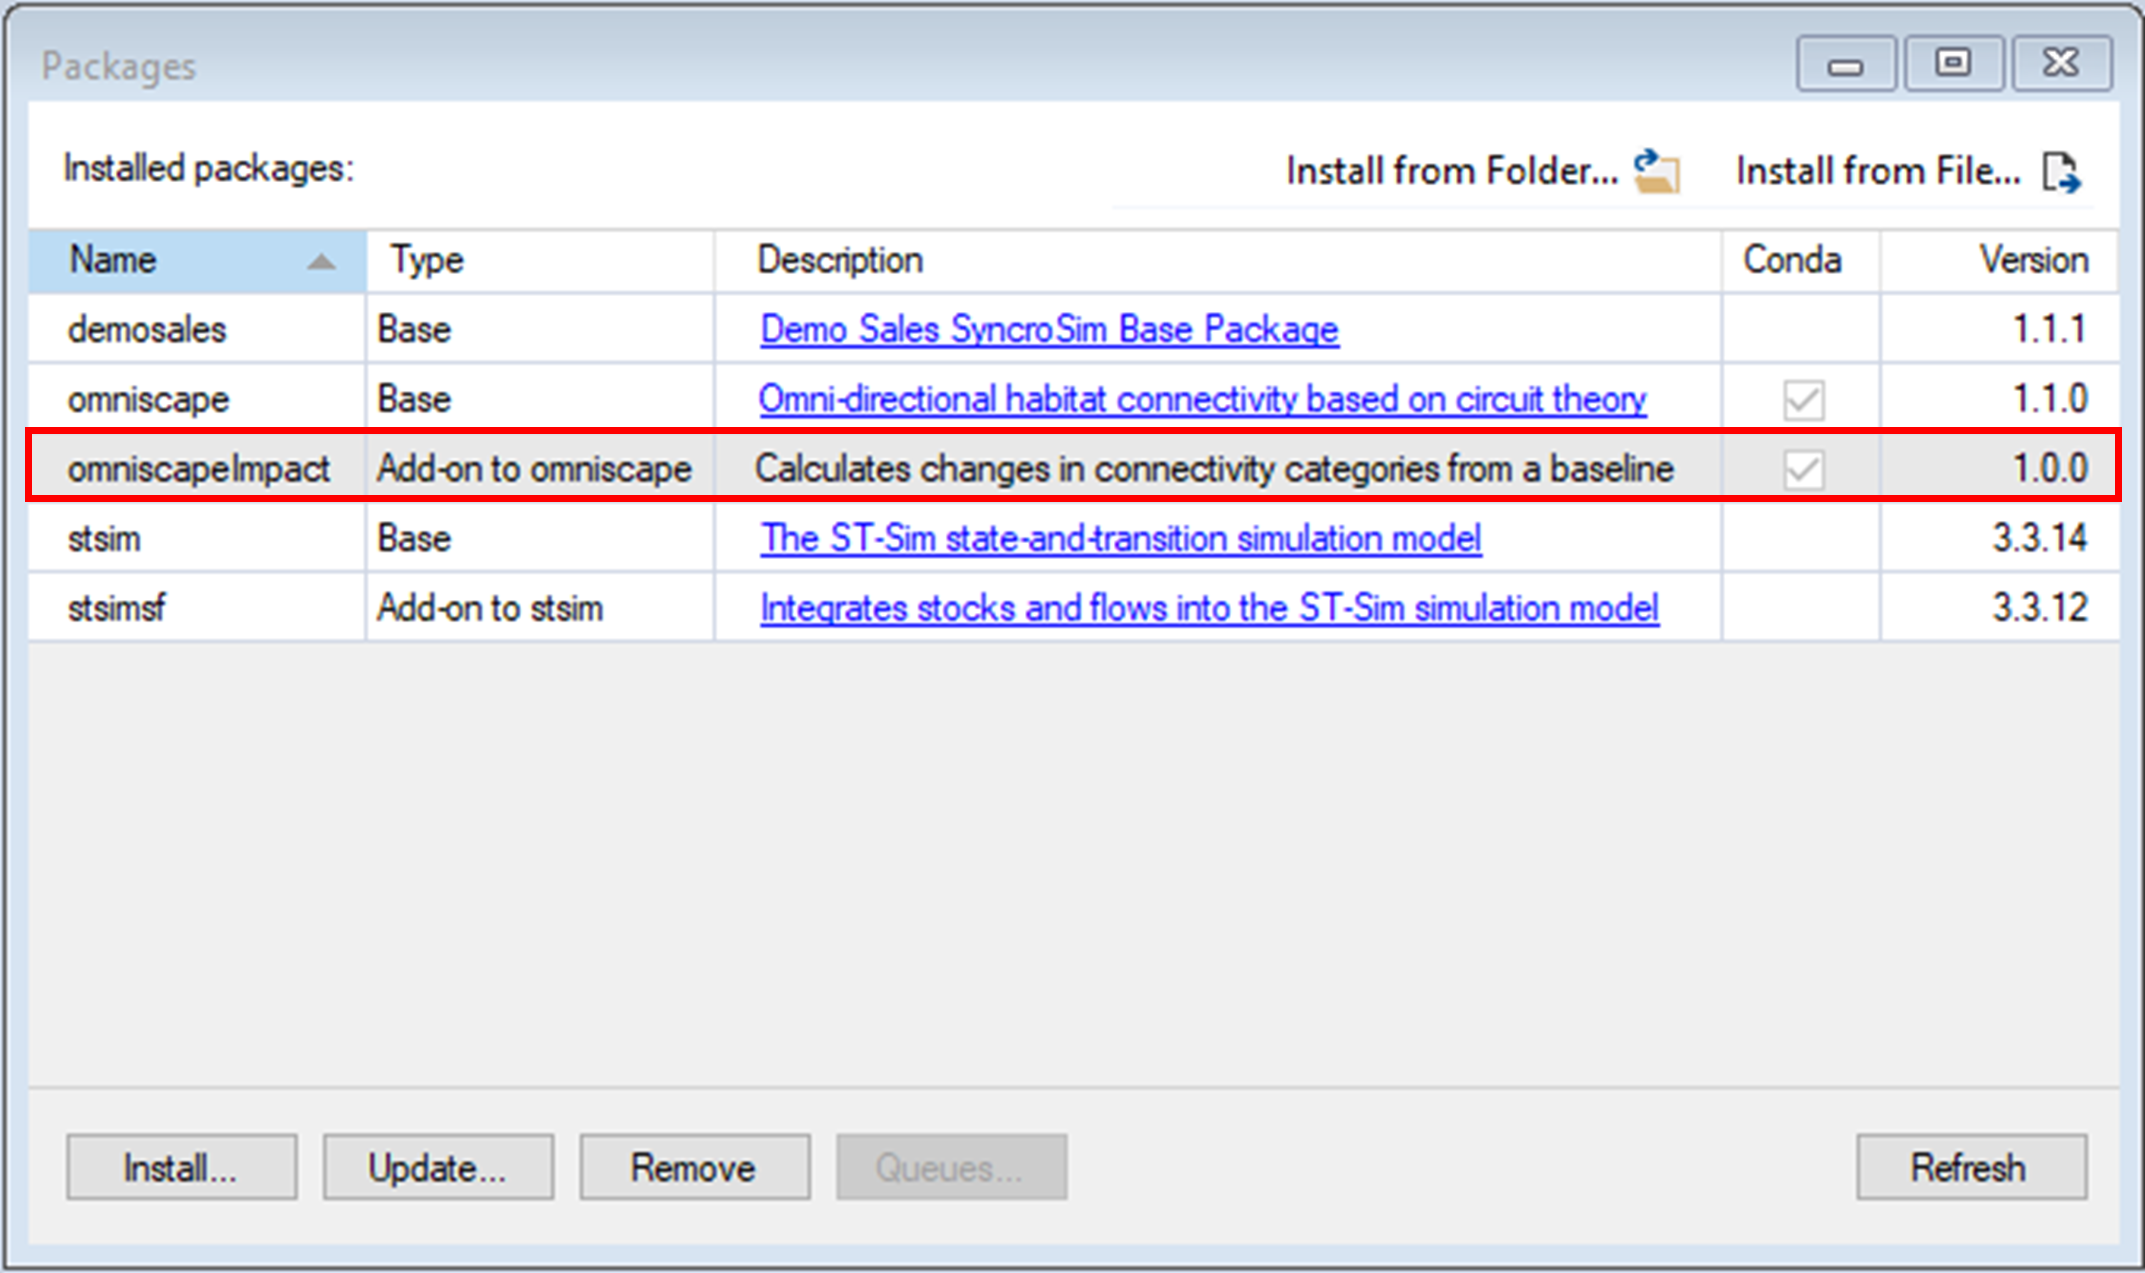 Packages
Installed packages:
Install from Folder... Install from File...
Name Type Description Conda Version
demosales Base Demo Sales SyncroSim Base Package 1.1.1
omniscape Base Omni-directional habitat connectivity based on circuit theory 1.1.0
omniscapeImpact Add-on to omniscape Calculates changes in connectivity categories from a baseline 1.0.0
stsim Base The ST-Sim state-and-transition simulation model 3.3.14
stsimsf Add-on to stsim Integrates stocks and flows into the ST-Sim simulation model 3.3.12
Install... Update... Remove Queues... Refresh